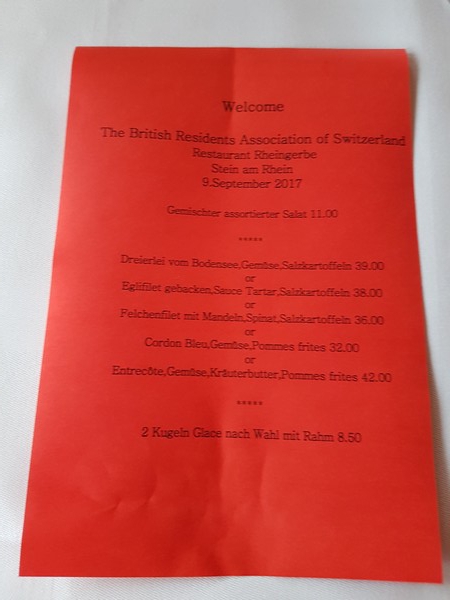 Welcome
The British Residents Association of Switzerland
Restaurant Rheingerbe
Stein am Rhein
9.September 2017
Gemischter assortierter Salat 11.00
*****
Dreierlei vom Bodensee,Gemüse,Salzkartoffeln 39.00
or
Eglifilet gebacken,Sauce Tartar,Salzkartoffeln 38.00
or
Felchenfilet mit Mandeln,Spinat,Salzkartoffeln 36.00
or
Cordon Bleu,Gemüse,Pommes frites 32.00
or
Entrecôte,Gemüse,Kräuterbutter,Pommes frites 42.00
*****
2 Kugeln Glace nach Wahl mit Rahm 8.50